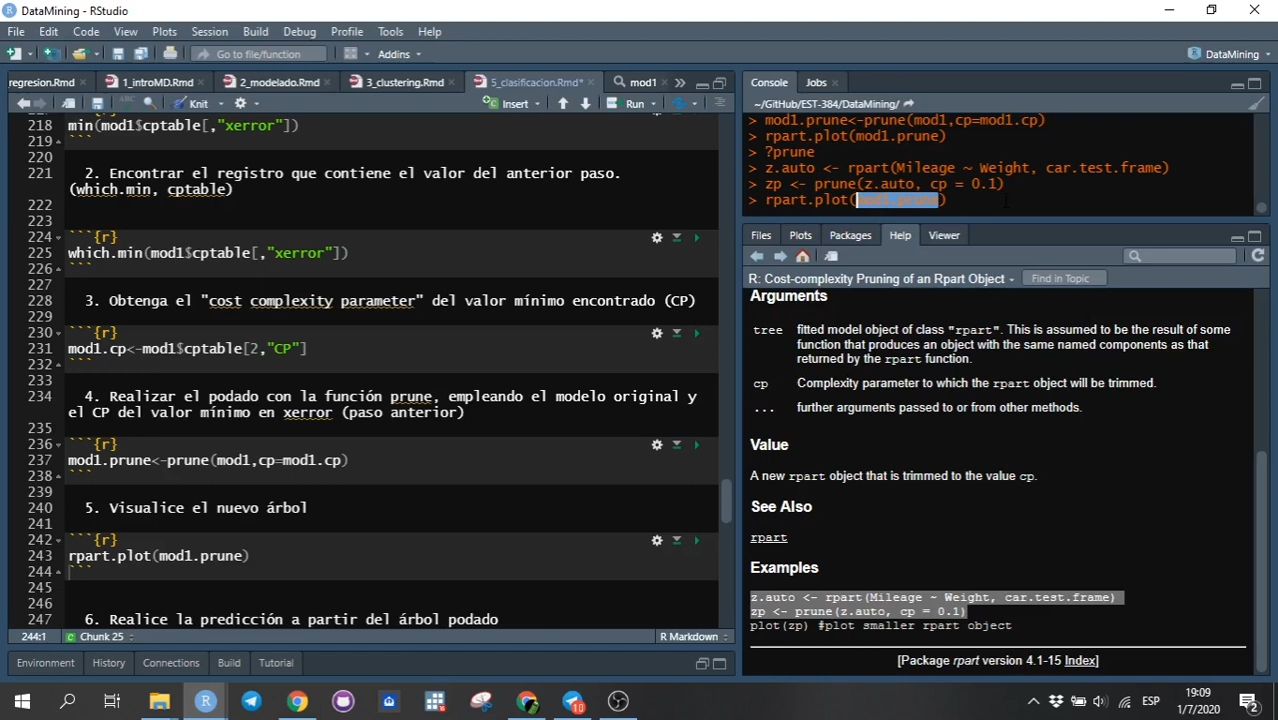 DataMining - RStudio
File Edit Code View Plots Session Build Debug Profile Tools Help
Go to file/function Addins DataMining
regresion.Rmd 1_introMD.Rmd 2_modelado.Rmd 3_clustering.Rmd 5_clasificacion.Rmd* mod1
Knit Insert Run
218 min(mod1$cptable[,"xerror"])
219 ```
220
221 2. Encontrar el registro que contiene el valor del anterior paso.
(which.min, cptable)
222
223
224 ```{r}
225 which.min(mod1$cptable[,"xerror"])
226 ```
227
228 3. Obtenga el "cost complexity parameter" del valor mínimo encontrado (CP)
229
230 ```{r}
231 mod1.cp<-mod1$cptable[2,"CP"]
232 ```
233
234 4. Realizar el podado con la función prune, empleando el modelo original y
el CP del valor mínimo en xerror (paso anterior)
235
236 ```{r}
237 mod1.prune<-prune(mod1,cp=mod1.cp)
238 ```
239
240 5. Visualice el nuevo árbol
241
242 ```{r}
243 rpart.plot(mod1.prune)
244 ```
245
246
247 6. Realice la predicción a partir del árbol podado
244:1 Chunk 25 R Markdown
Environment History Connections Build Tutorial
Console Jobs
~/GitHub/EST-384/DataMining/
> mod1.prune<-prune(mod1,cp=mod1.cp)
> rpart.plot(mod1.prune)
> ?prune
> z.auto <- rpart(Mileage ~ Weight, car.test.frame)
> zp <- prune(z.auto, cp = 0.1)
> rpart.plot(mod1.prune)
Files Plots Packages Help Viewer
R: Cost-complexity Pruning of an Rpart Object Find in Topic
Arguments
tree fitted model object of class "rpart". This is assumed to be the result of some
function that produces an object with the same named components as that
returned by the rpart function.
cp Complexity parameter to which the rpart object will be trimmed.
... further arguments passed to or from other methods.
Value
A new rpart object that is trimmed to the value cp.
See Also
rpart
Examples
z.auto <- rpart(Mileage ~ Weight, car.test.frame)
zp <- prune(z.auto, cp = 0.1)
plot(zp) #plot smaller rpart object
[Package rpart version 4.1-15 Index]
10
ESP
19:09
1/7/2020
2